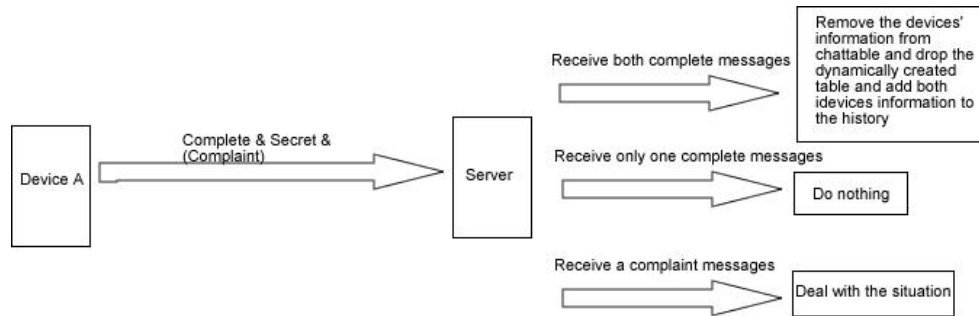 Device A
Complete & Secret &
(Complaint)
Server
Receive both complete messages
Remove the devices'
information from
chattable and drop the
dynamically created
table and add both
idevices information to
the history
Receive only one complete messages
Do nothing
Receive a complaint messages
Deal with the situation